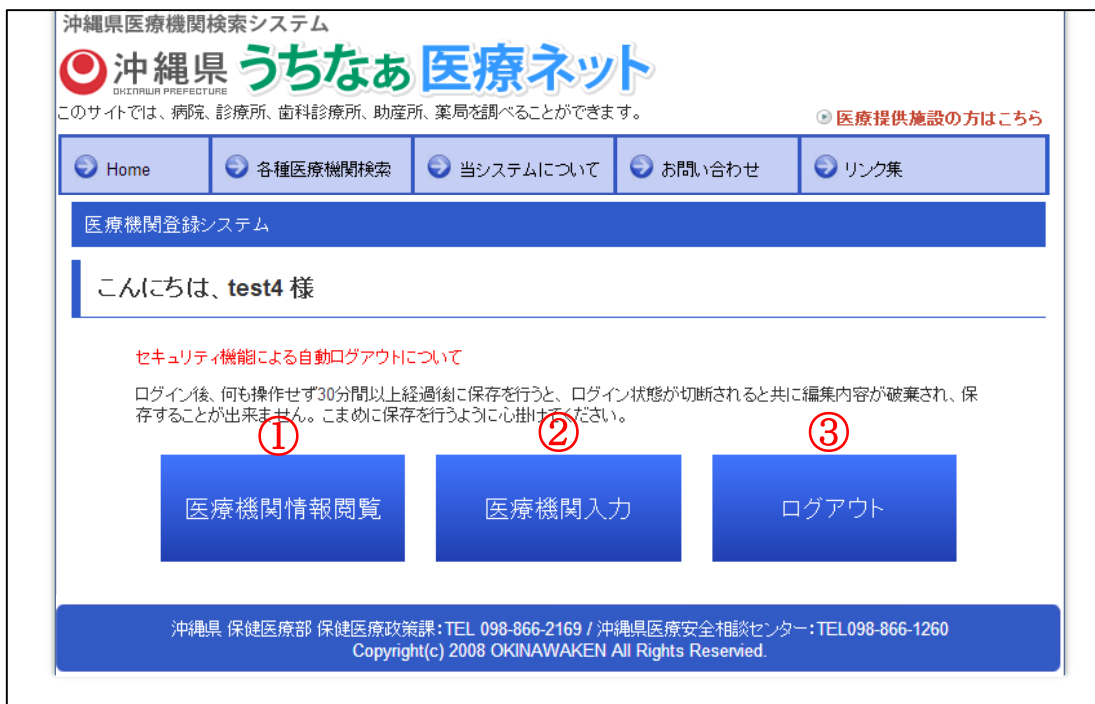 沖縄県医療機関検索システム
沖縄県 うちなぁ 医療ネット
OKINAWA PREFECTURE
このサイトでは、病院、診療所、歯科診療所、助産所、薬局を調べることができます。
医療提供施設の方はこちら
Home 各種医療機関検索 当システムについて お問い合わせ リンク集
医療機関登録システム
こんにちは、test4 様
セキュリティ機能による自動ログアウトについて
ログイン後、何も操作せず30分間以上経過後に保存を行うと、ログイン状態が切断されると共に編集内容が破棄され、保
存することが出来ません。こまめに保存を行うように心掛けてください。
① ② ③
医療機関情報閲覧 医療機関入力 ログアウト
沖縄県 保健医療部 保健医療政策課:TEL 098-866-2169 / 沖縄県医療安全相談センター:TEL098-866-1260
Copyright(c) 2008 OKINAWAKEN All Rights Reservied.